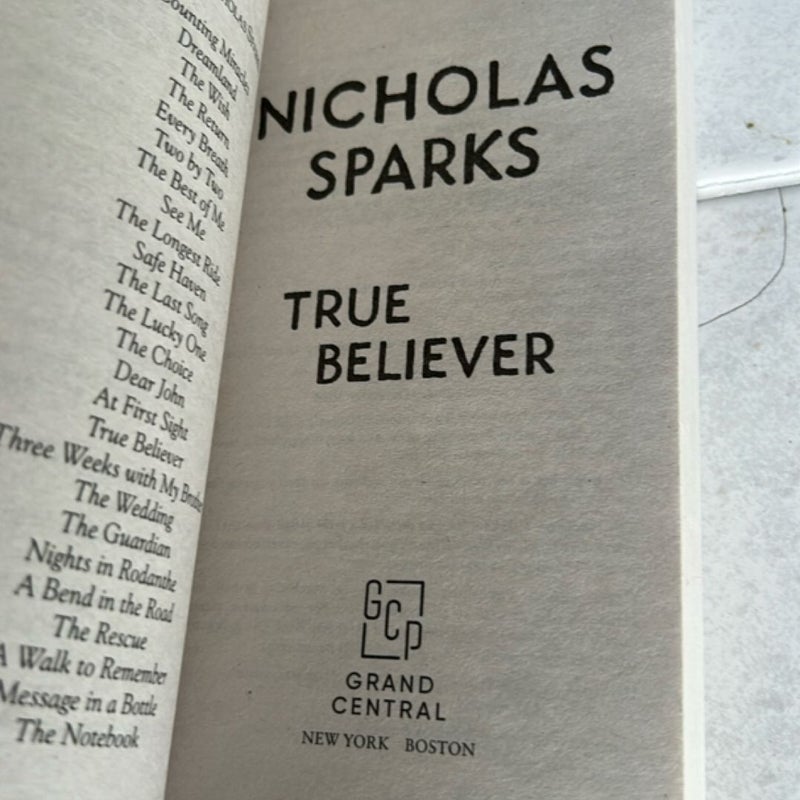 Counting Miracles
Dreamland
The Wish
The Return
Every Breath
Two by Two
The Best of Me
See Me
The Longest Ride
Safe Haven
The Last Song
The Lucky One
The Choice
Dear John
At First Sight
True Believer
Three Weeks with My Brother
The Wedding
The Guardian
Nights in Rodanthe
A Bend in the Road
The Rescue
A Walk to Remember
Message in a Bottle
The Notebook
NICHOLAS
SPARKS
TRUE
BELIEVER
GCP
GRAND
CENTRAL
NEW YORK BOSTON